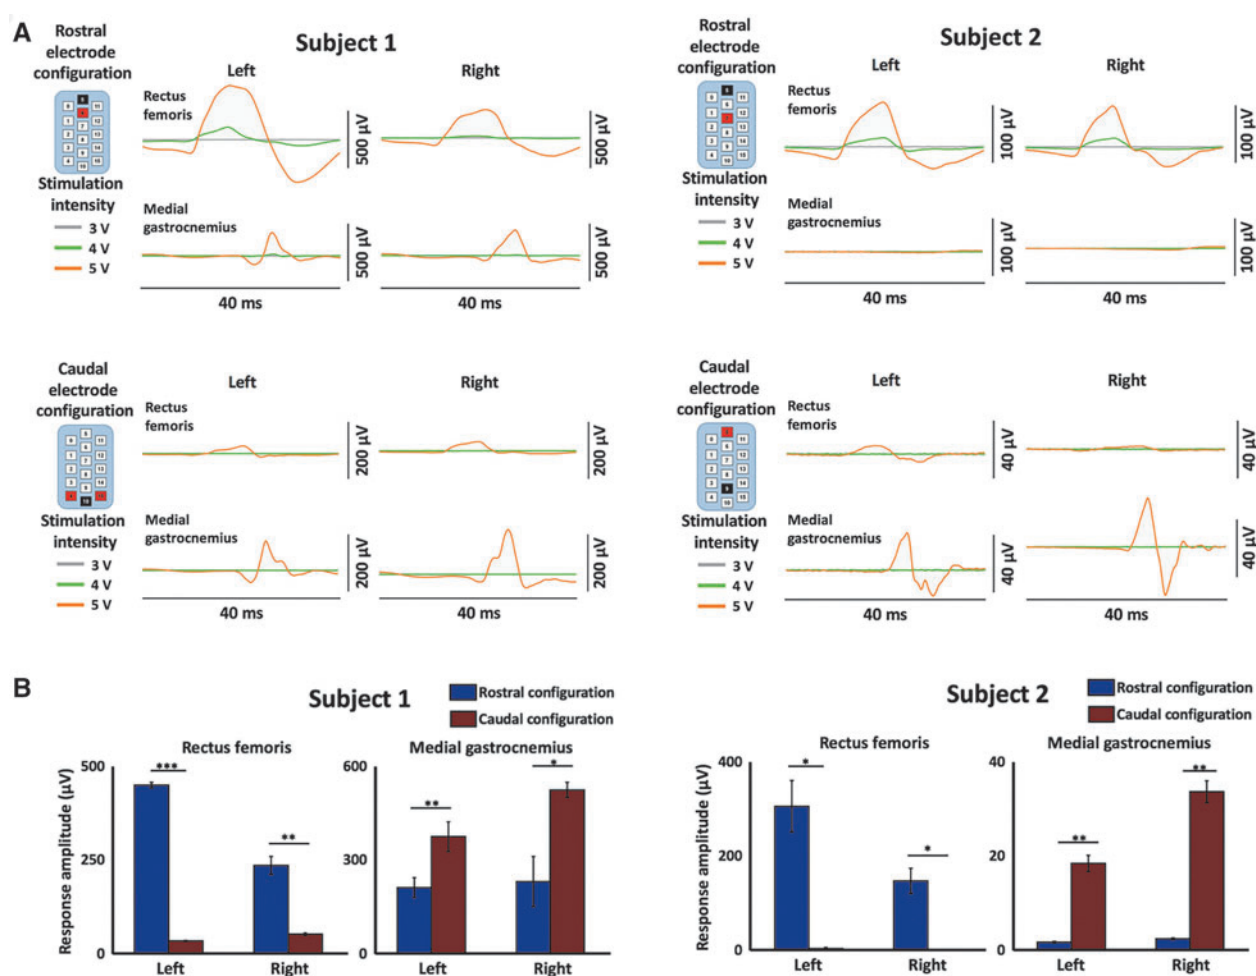 A
Rostral
electrode
configuration
Subject 1
Left
Right
Rectus
femoris
500 µV
500 µV
Stimulation
intensity
3 V
4 V
5 V
Medial
gastrocnemius
500 µV
500 µV
40 ms
40 ms
Rostral
electrode
configuration
Subject 2
Left
Right
Rectus
femoris
100 µV
100 µV
Stimulation
intensity
3 V
4 V
5 V
Medial
gastrocnemius
100 µV
100 µV
40 ms
40 ms
Caudal
electrode
configuration
Left
Right
Rectus
femoris
200 µV
200 µV
Stimulation
intensity
3 V
4 V
5 V
Medial
gastrocnemius
200 µV
200 µV
40 ms
40 ms
Caudal
electrode
configuration
Left
Right
Rectus
femoris
40 µV
40 µV
Stimulation
intensity
3 V
4 V
5 V
Medial
gastrocnemius
40 µV
40 µV
40 ms
40 ms
B
Subject 1
Rostral configuration
Caudal configuration
Rectus femoris
Medial gastrocnemius
Response amplitude (µV)
500
250
0
***
**
Left
Right
600
300
0
**
*
Left
Right
Subject 2
Rostral configuration
Caudal configuration
Rectus femoris
Medial gastrocnemius
Response amplitude (µV)
400
200
0
*
*
Left
Right
40
20
0
**
**
Left
Right